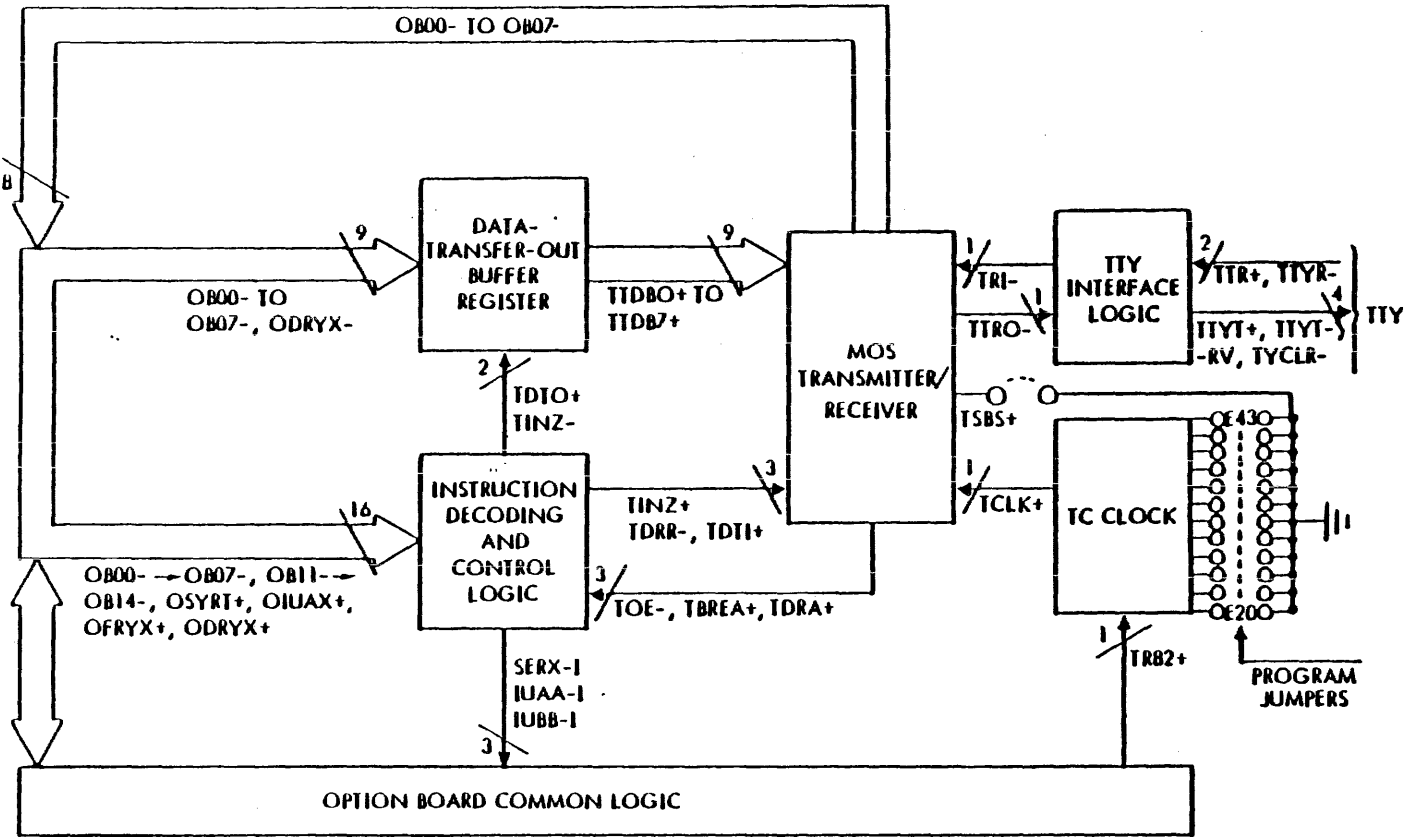 OB00- TO OB07-
8
9
OB00- TO
OB07-, ODRYX-
DATA-
TRANSFER-OUT
BUFFER
REGISTER
9
TTDBO+ TO
TTDB7+
2
TDTO+
TINZ-
MOS
TRANSMITTER/
RECEIVER
1
TRI-
TTRO-
1
TTY
INTERFACE
LOGIC
2
TTR+, TTYR-
4
TTYT+, TTYT-
-RV, TYCLR-
TTY
TSBS+
1
TCLK+
TC CLOCK
E43
E20
PROGRAM
JUMPERS
1
TRB2+
16
OB00- → OB07-, OB11- →
OB14-, OSYRT+, OIUAX+,
OFRYX+, ODRYX+
INSTRUCTION
DECODING
AND
CONTROL
LOGIC
3
TINZ+
TDRR-, TDTI+
3
TOE-, TBREA+, TDRA+
SERX-I
IUAA-I
IUBB-I
3
OPTION BOARD COMMON LOGIC